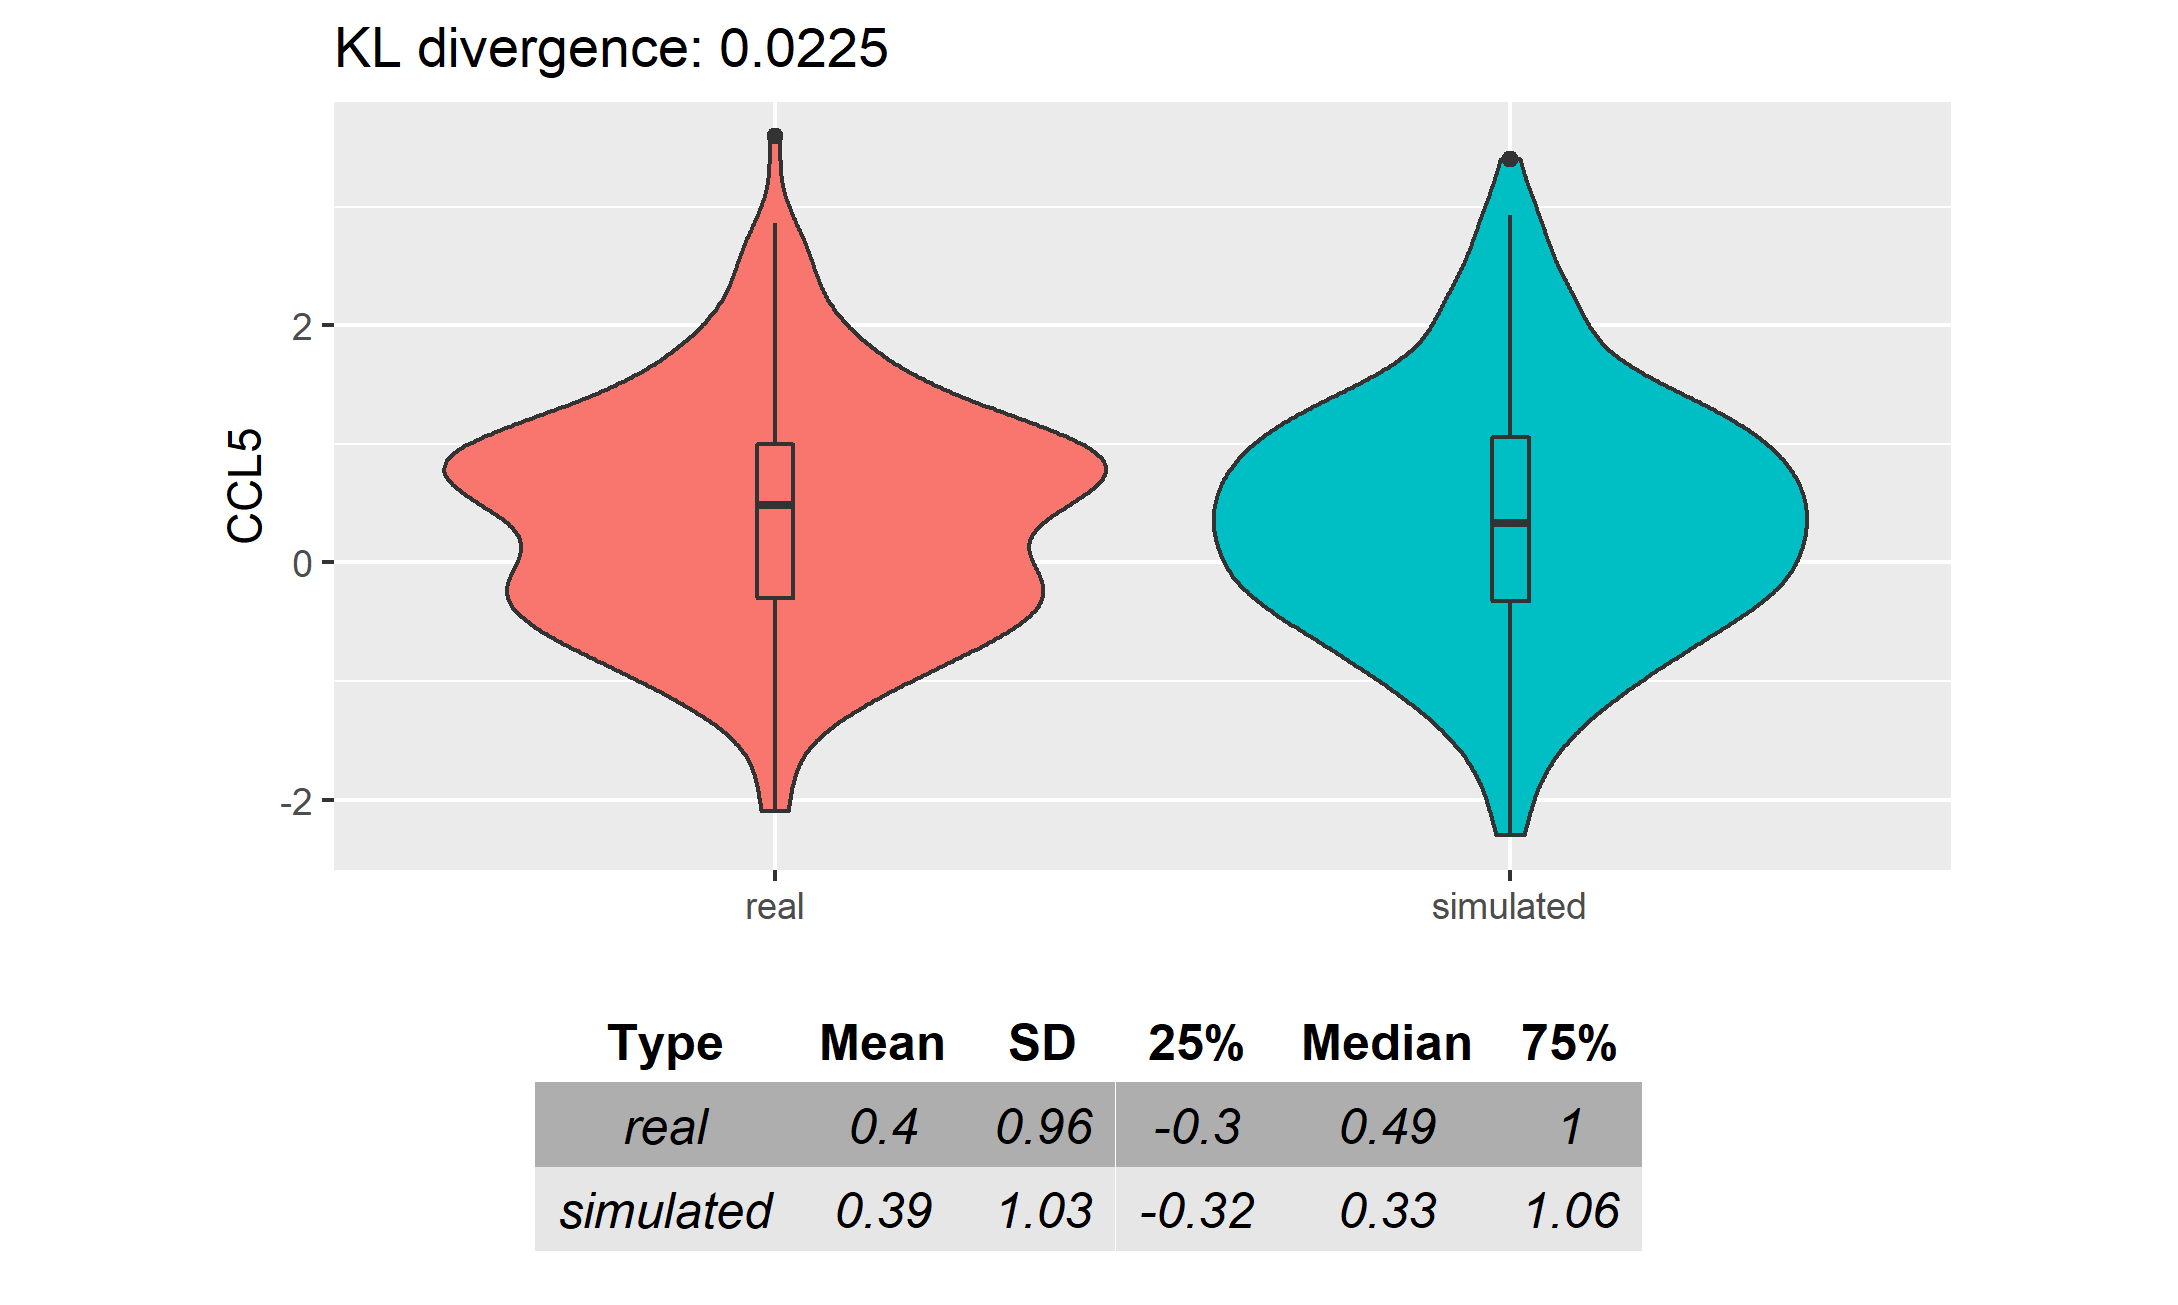 KL divergence: 0.0225
CCL5
2
0
-2
real simulated
Type Mean SD 25% Median 75%
real 0.4 0.96 -0.3 0.49 1
simulated 0.39 1.03 -0.32 0.33 1.06